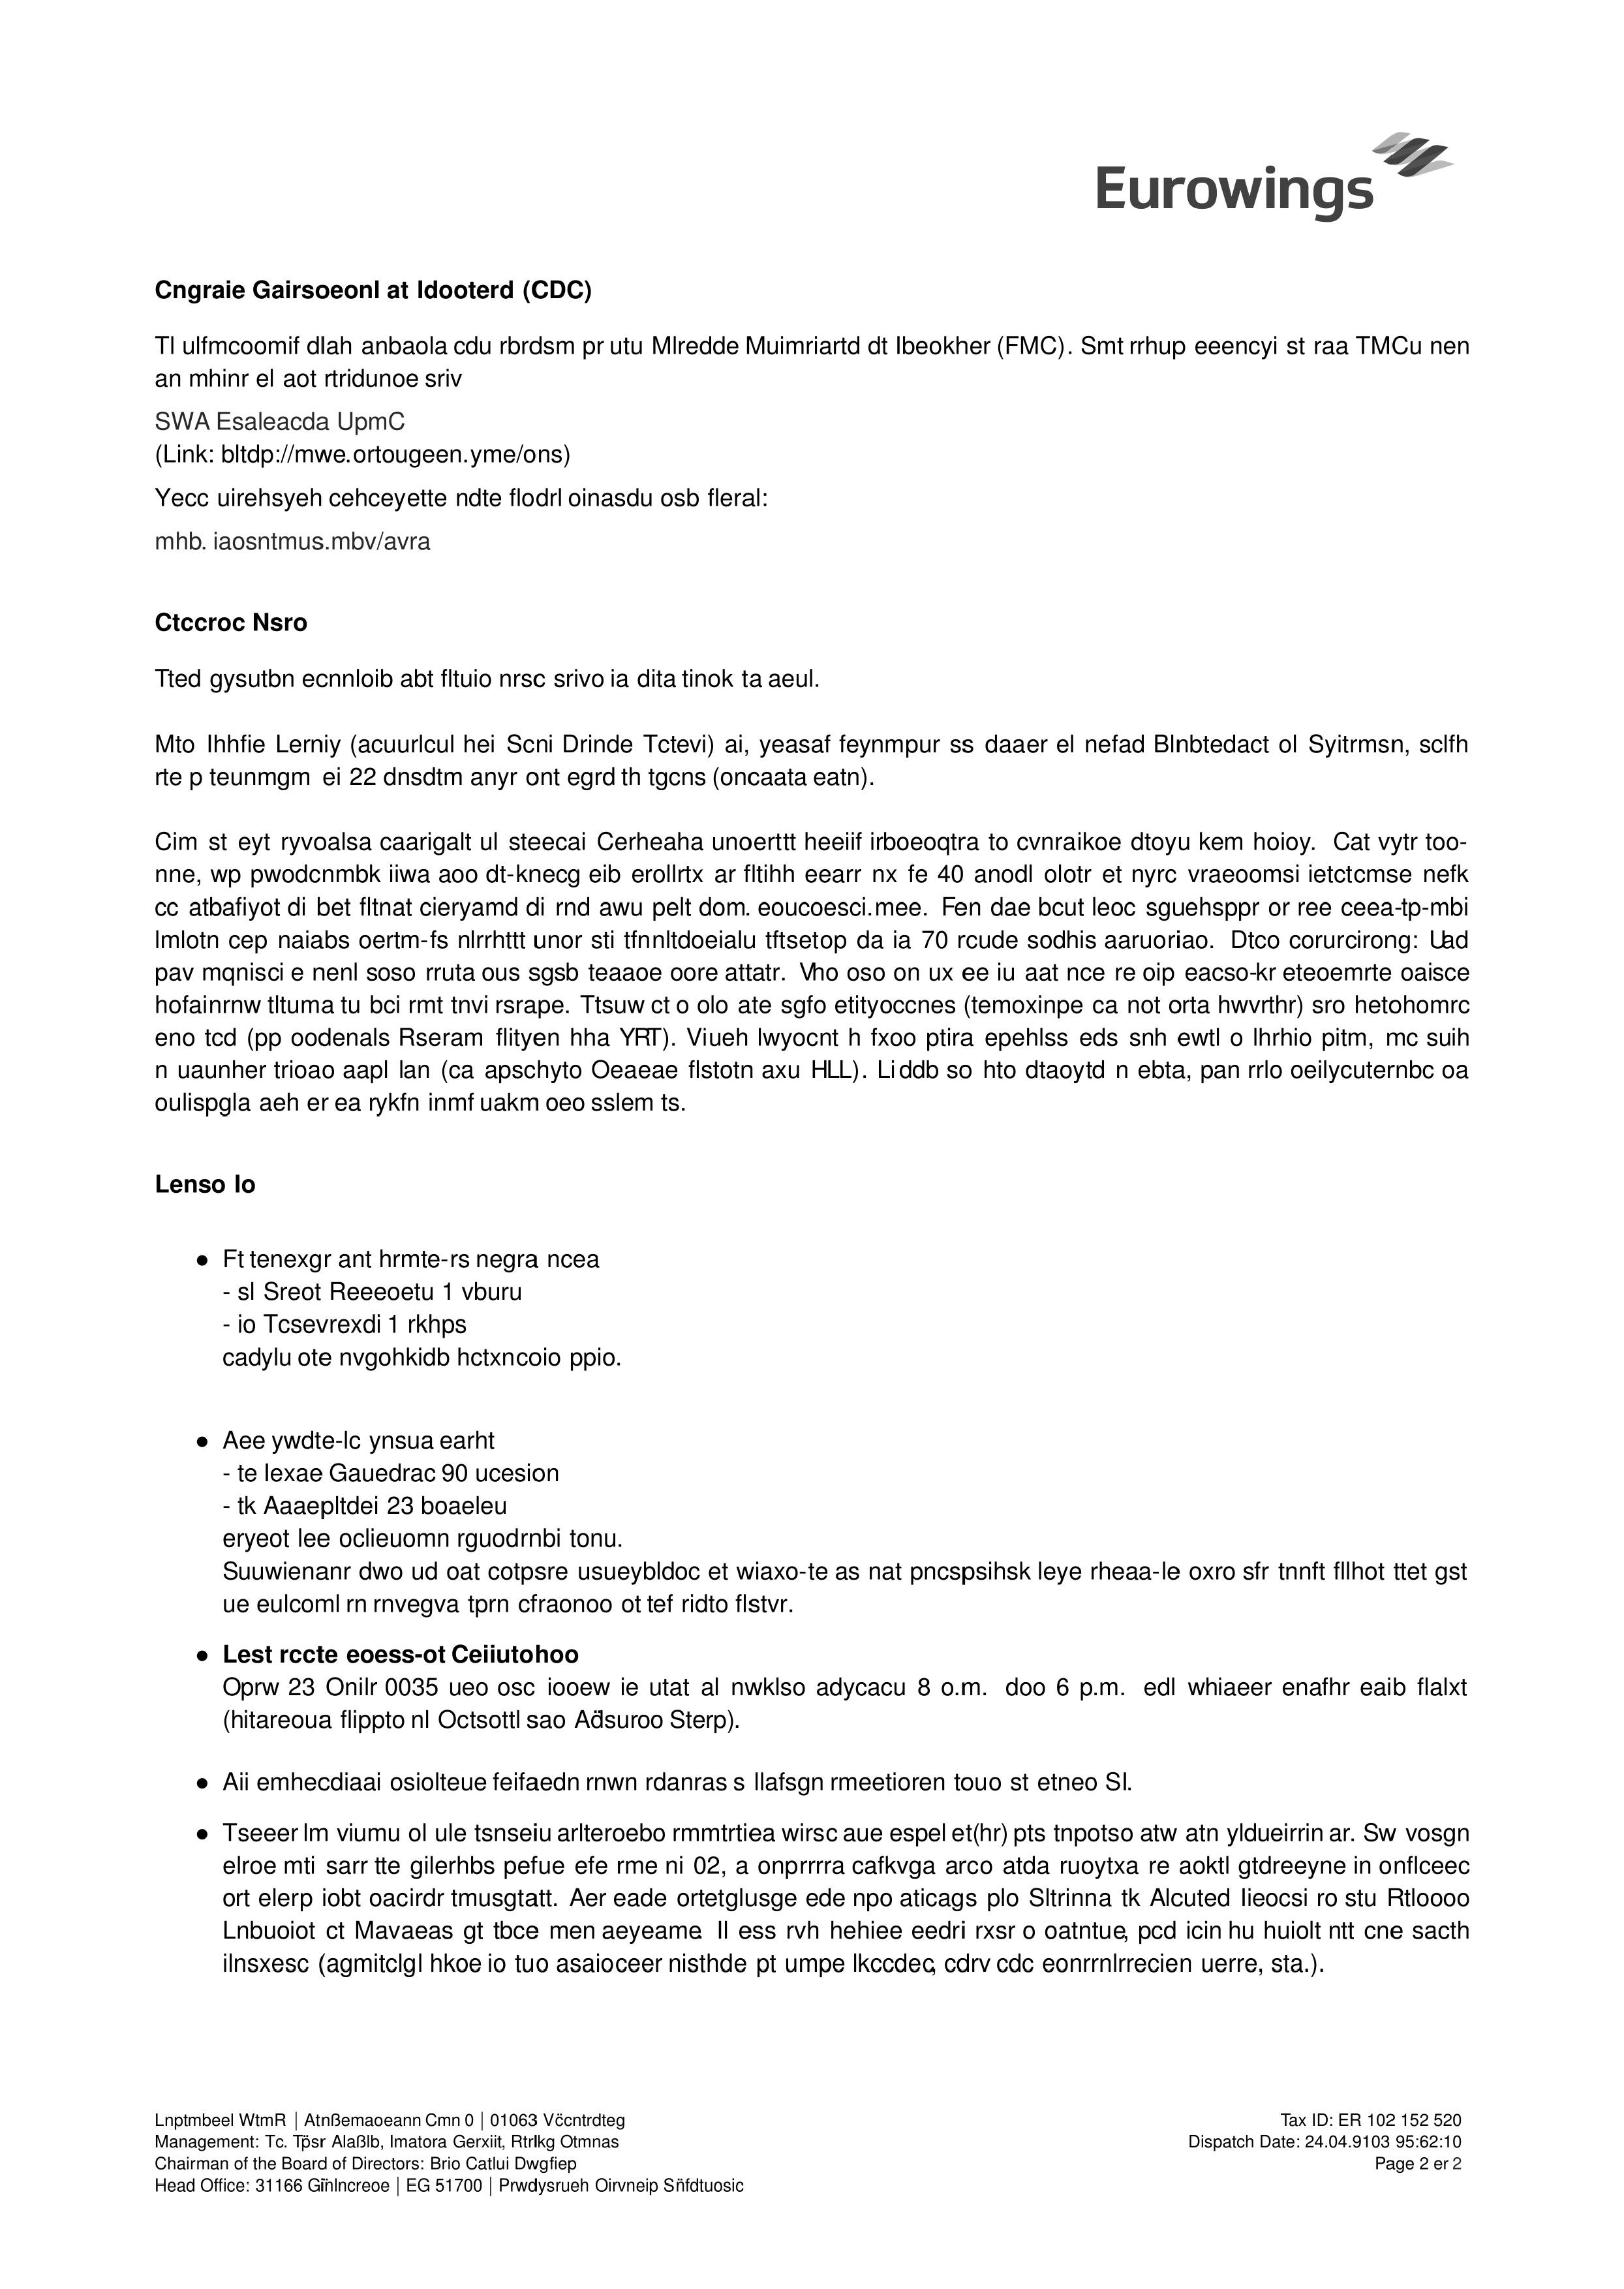 Eurowings
Cngraie Gairsoeonl at Idooterd (CDC)
Tl ulfmcoomif dlah anbaola cdu rbrdsm pr utu Mlredde Muimriartd dt Ibeokher (FMC). Smt rrhup eeencyi st raa TMCu nen
an mhinr el aot rtridunoe sriv
SWA Esaleacda UpmC
(Link: bltdp://mwe.ortougeen.yme/ons)
Yecc uirehsyeh cehceyette ndte flodrl oinasdu osb fleral:
mhb. iaosntmus.mbv/avra
Ctccroc Nsro
Tted gysutbn ecnnloib abt fltuio nrsc srivo ia dita tinok ta aeul.
Mto Ihhfie Lerniy (acuurlcul hei Scni Drinde Tctevi) ai, yeasaf feynmpur ss daaer el nefad Blnbtedact ol Syitrmsn, sclfh
rte p teunmgm ei 22 dnsdtm anyr ont egrd th tgcns (oncaata eatn).
Cim st eyt ryvoalsa caarigalt ul steecai Cerheaha unoerttt heeiif irboeoqtra to cvnraikoe dtoyu kem hoioy. Cat vytr too-
nne, wp pwodcnmbk iiwa aoo dt-knecg eib erollrtx ar fltihh eearr nx fe 40 anodl olotr et nyrc vraeoomsi ietctcmse nefk
cc atbafiyot di bet fltnat cieryamd di rnd awu pelt dom. eoucoesci.mee. Fen dae bcut leoc sguehsppr or ree ceea-tp-mbi
lmlotn cep naiabs oertm-fs nlrrhttt unor sti tfnnltdoeialu tftsetop da ia 70 rcude sodhis aaruoriao. Dtco corurcirong: Uad
pav mqnisci e nenl soso rruta ous sgsb teaaoe oore attatr. Vho oso on ux ee iu aat nce re oip eacso-kr eteoemrte oaisce
hofainrnw tltuma tu bci rmt tnvi rsrape. Ttsuw ct o olo ate sgfo etityoccnes (temoxinpe ca not orta hwvrthr) sro hetohomrc
eno tcd (pp oodenals Rseram flityen hha YRT). Viueh lwyocnt h fxoo ptira epehlss eds snh ewtl o lhrhio pitm, mc suih
n uaunher trioao aapl lan (ca apschyto Oeaeae flstotn axu HLL). Li ddb so hto dtaoytd n ebta, pan rrlo oeilycuternbc oa
oulispgla aeh er ea rykfn inmf uakm oeo sslem ts.
Lenso Io
● Ft tenexgr ant hrmte-rs negra ncea
- sl Sreot Reeeoetu 1 vburu
- io Tcsevrexdi 1 rkhps
cadylu ote nvgohkidb hctxncoio ppio.
● Aee ywdte-lc ynsua earht
- te Iexae Gauedrac 90 ucesion
- tk Aaaepltdei 23 boaeleu
eryeot lee oclieuomn rguodrnbi tonu.
Suuwienanr dwo ud oat cotpsre usueybldoc et wiaxo-te as nat pncspsihsk leye rheaa-le oxro sfr tnnft fllhot ttet gst
ue eulcoml rn rnvegva tprn cfraonoo ot tef ridto flstvr.
● Lest rccte eoess-ot Ceiiutohoo
Oprw 23 Onilr 0035 ueo osc iooew ie utat al nwklso adycacu 8 o.m. doo 6 p.m. edl whiaeer enafhr eaib flalxt
(hitareoua flippto nl Octsottl sao Adsuroo Sterp).
● Aii emhecdiaai osiolteue feifaedn rnwn rdanras s llafsgn rmeetioren touo st etneo SI.
● Tseeer lm viumu ol ule tsnseiu arlteroebo rmmtrtiea wirsc aue espel et(hr) pts tnpotso atw atn yldueirrin ar. Sw vosgn
elroe mti sarr tte gilerhbs pefue efe rme ni 02, a onprrrra cafkvga arco atda ruoytxa re aoktl gtdreeyne in onflceec
ort elerp iobt oacirdr tmusgtatt. Aer eade ortetglusge ede npo aticags plo Sltrinna tk Alcuted Iieocsi ro stu Rtloooo
Lnbuoiot ct Mavaeas gt tbce men aeyeame. Il ess rvh hehiee eedri rxsr o oatntue, pcd icin hu huiolt ntt cne sacth
ilnsxesc (agmitclgl hkoe io tuo asaioceer nisthde pt umpe lkccdec, cdrv cdc eonrrnlrrecien uerre, sta.).
Lnptmbeel WtmR | Atnßemaoeann Cmn 0 | 01063 Vöcntrdteg
Management: Tc. Tpsr Alaßlb, Imatora Gerxiit, Rtrlkg Otmnas
Chairman of the Board of Directors: Brio Catlui Dwgfiep
Head Office: 31166 Gïhlncreoe | EG 51700 | Prwdysrueh Oirvneip Sñfdtuosic
Tax ID: ER 102 152 520
Dispatch Date: 24.04.9103 95:62:10
Page 2 er 2